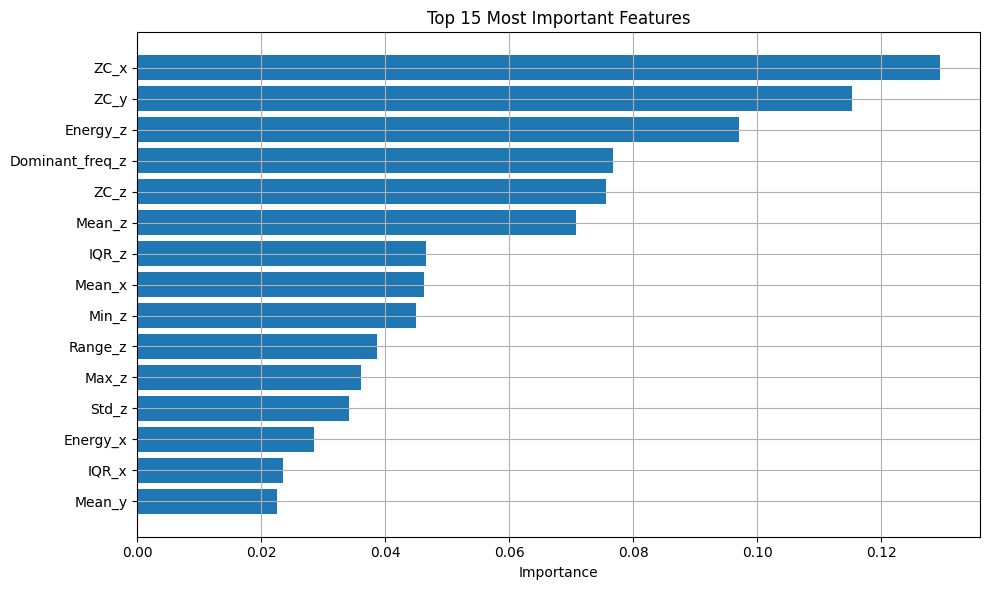 Top 15 Most Important Features
ZC_x
ZC_y
Energy_z
Dominant_freq_z
ZC_z
Mean_z
IQR_z
Mean_x
Min_z
Range_z
Max_z
Std_z
Energy_x
IQR_x
Mean_y
0.00 0.02 0.04 0.06 0.08 0.10 0.12
Importance